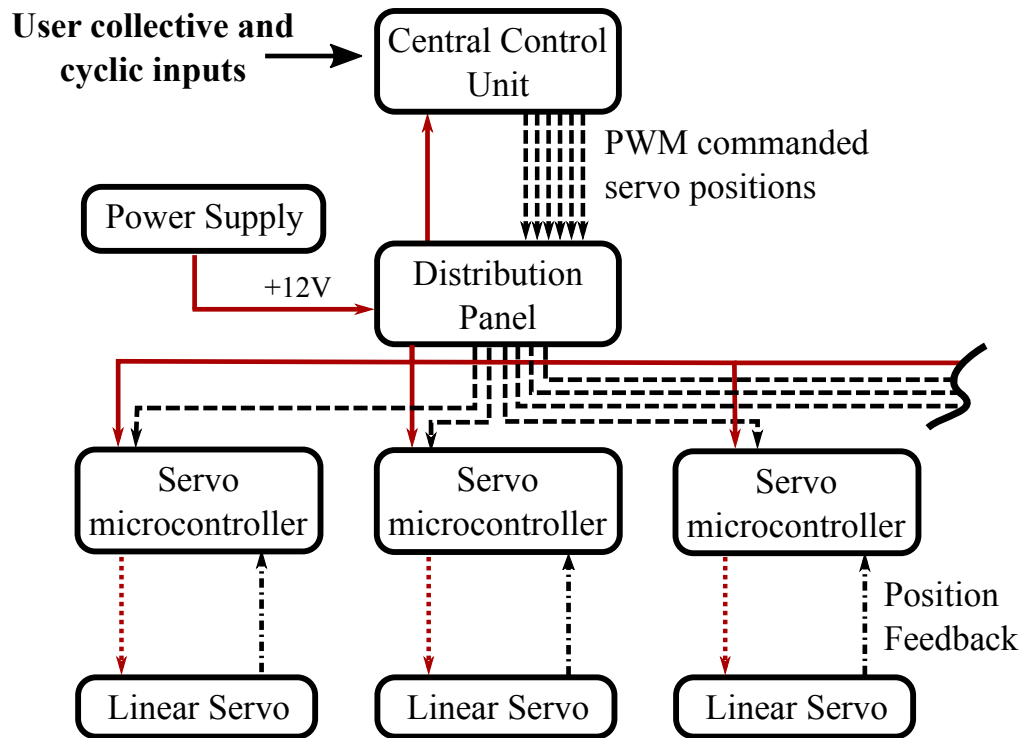 User collective and
cyclic inputs
Central Control
Unit
PWM commanded
servo positions
Power Supply
+12V
Distribution
Panel
Servo
microcontroller
Servo
microcontroller
Servo
microcontroller
Position
Feedback
Linear Servo
Linear Servo
Linear Servo